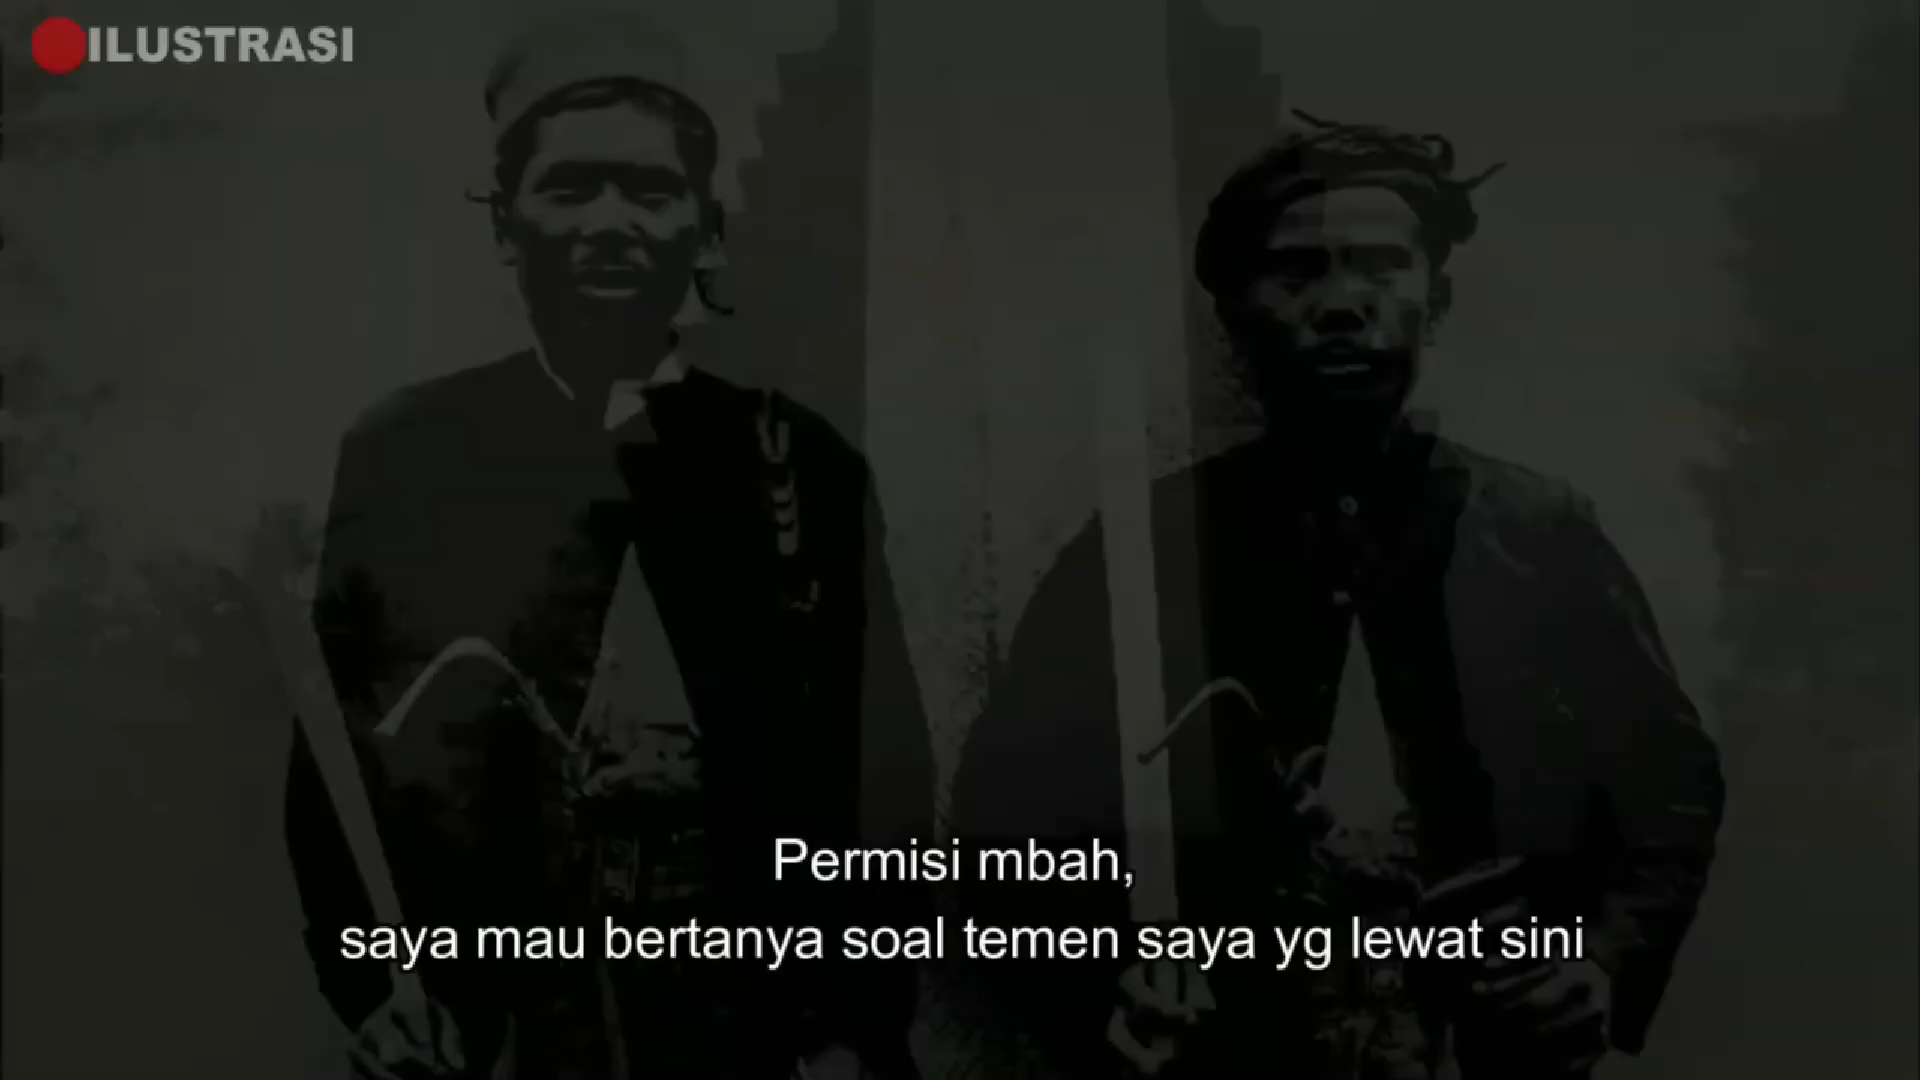 ILUSTRASI
Permisi mbah,
saya mau bertanya soal temen saya yg lewat sini